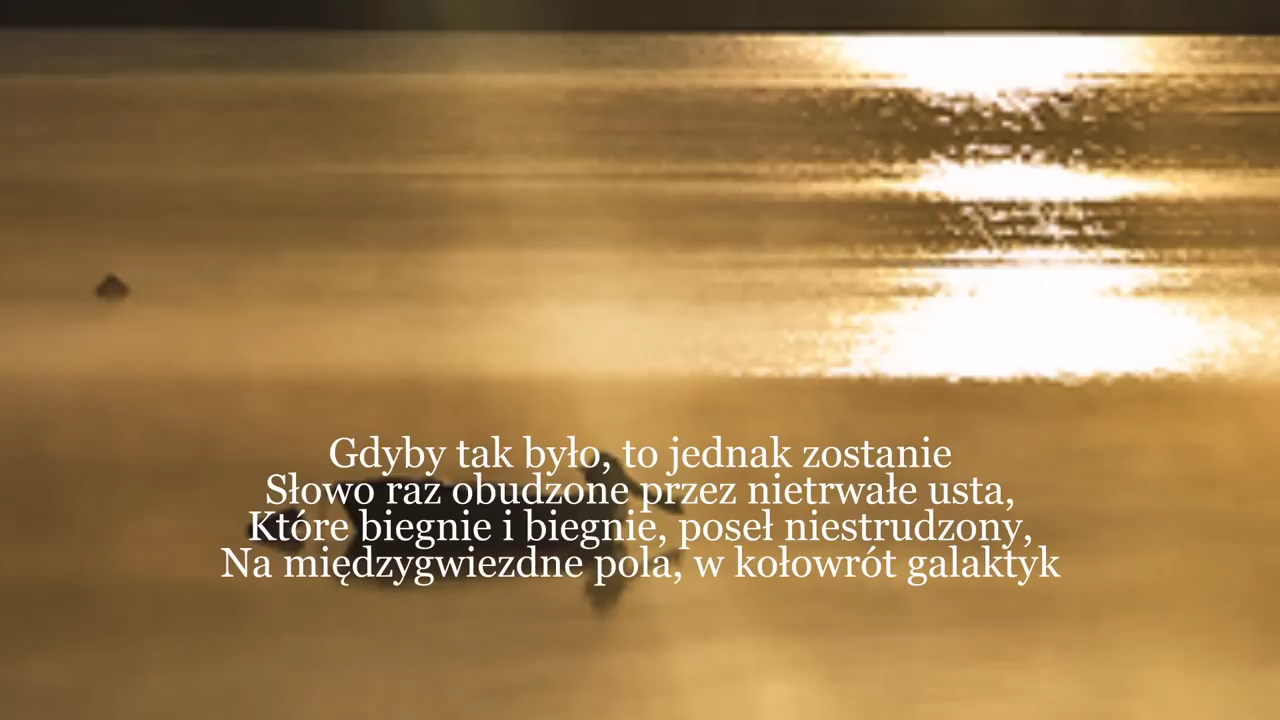 Gdyby tak było, to jednak zostanie
Słowo raz obudzone przez nietrwałe usta,
Które biegnie i biegnie, poseł niestrudzony,
Na międzygwiezdne pola, w kołowrót galaktyk